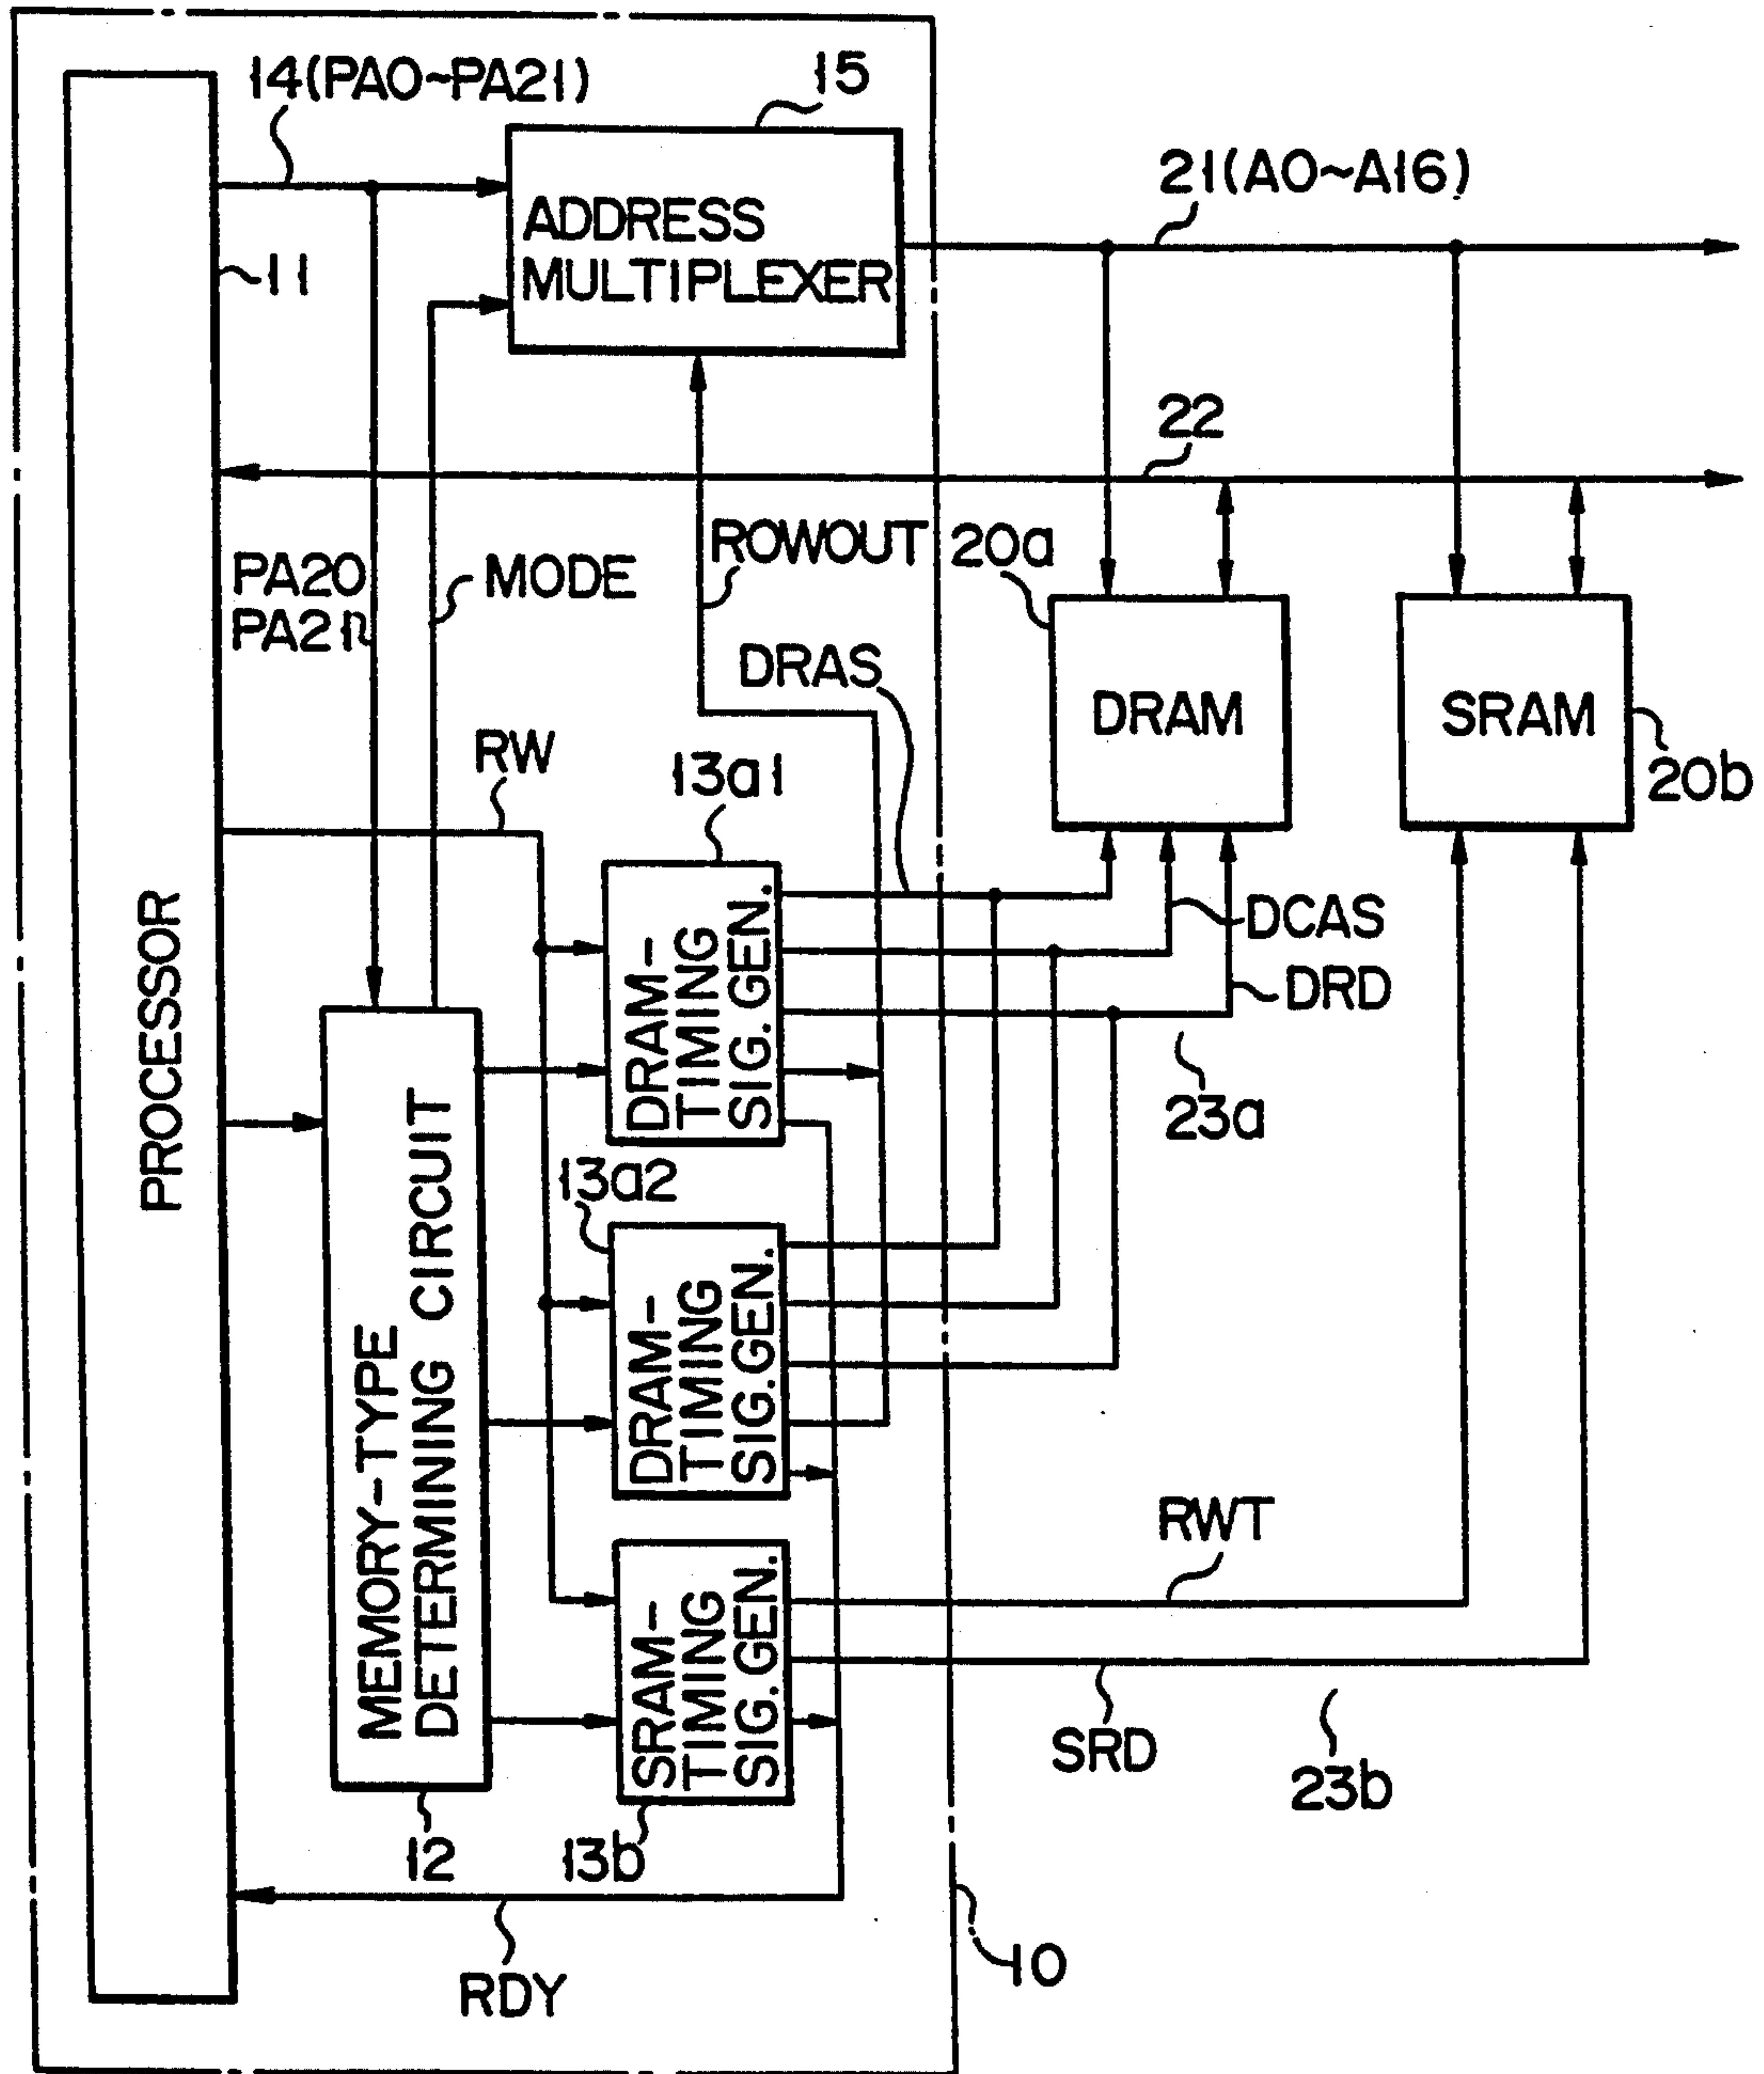 14(PA0~PA21)
15
ADDRESS
MULTIPLEXER
21(A0~A16)
11
22
PA20
PA21
MODE
ROWOUT
20a
DRAS
DRAM
SRAM
20b
RW
13a1
PROCESSOR
DRAM-
TIMING
SIG. GEN.
DCAS
DRD
23a
MEMORY-TYPE
DETERMINING CIRCUIT
13a2
DRAM-
TIMING
SIG.GEN.
RWT
SRAM-
TIMING
SIG.GEN.
SRD
23b
12
13b
RDY
10